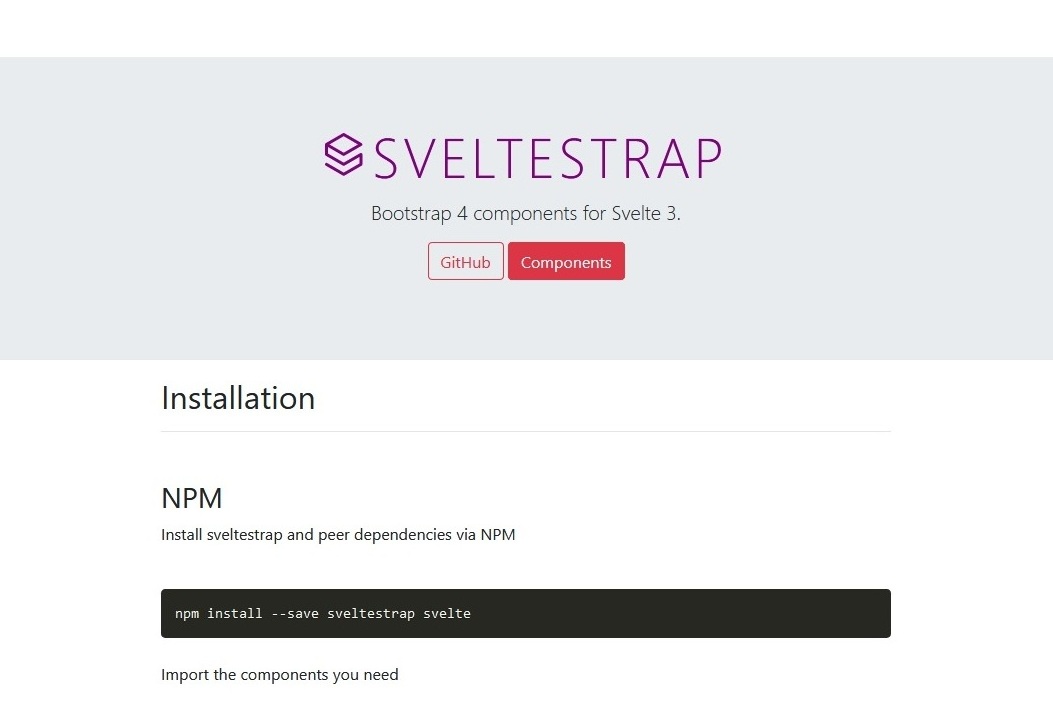 SVELTESTRAP
Bootstrap 4 components for Svelte 3.
GitHub Components
Installation
NPM
Install sveltestrap and peer dependencies via NPM
npm install --save sveltestrap svelte
Import the components you need